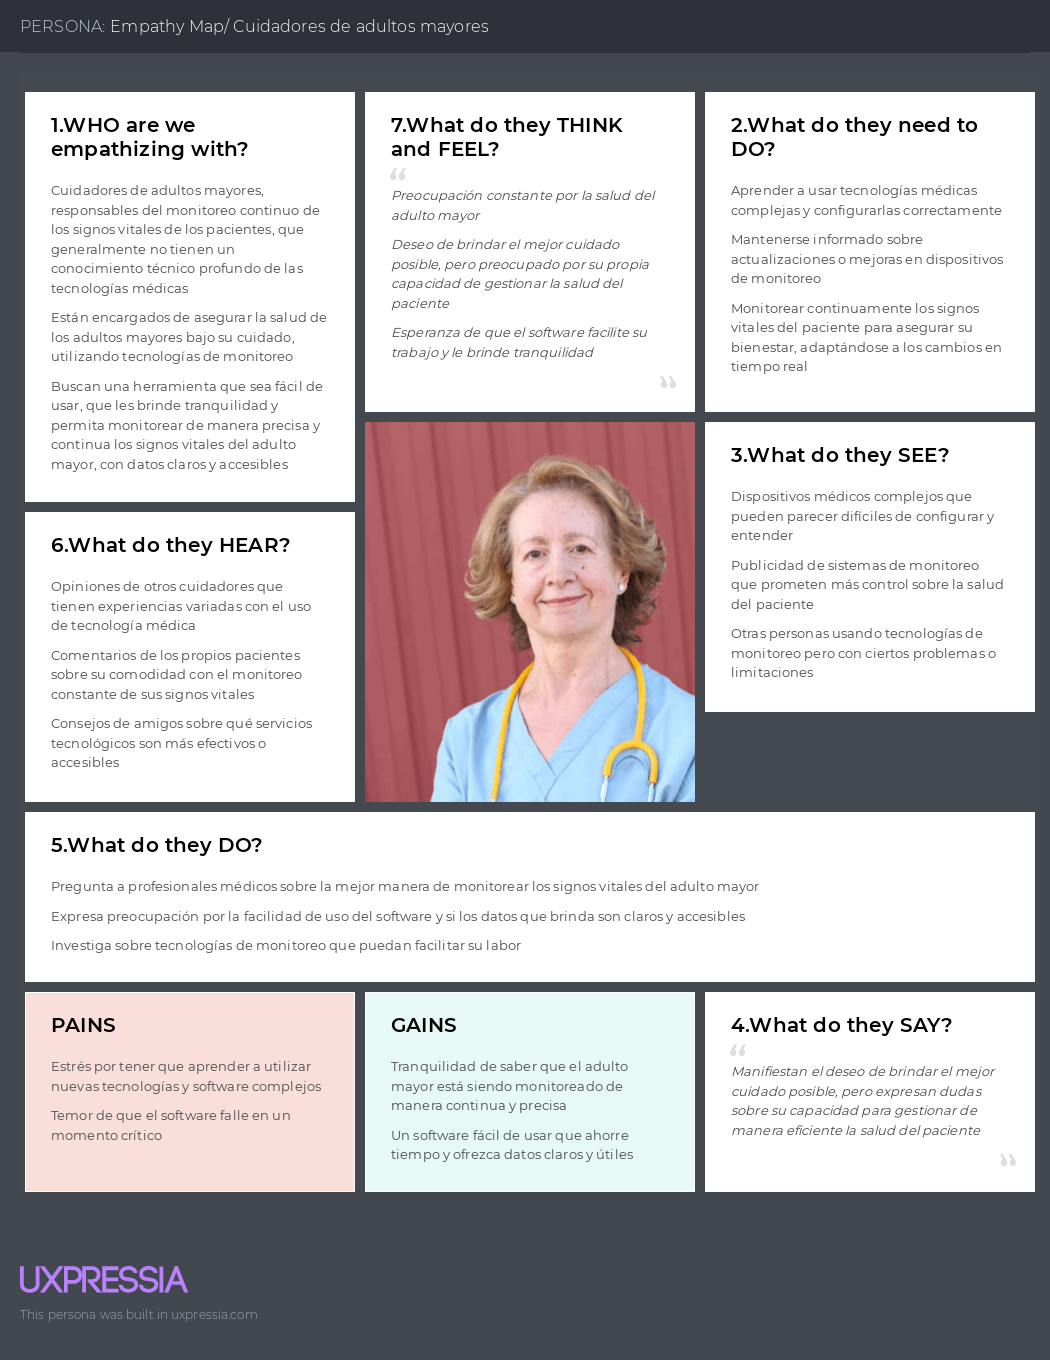 PERSONA: Empathy Map/ Cuidadores de adultos mayores
1.WHO are we
empathizing with?
Cuidadores de adultos mayores,
responsables del monitoreo continuo de
los signos vitales de los pacientes, que
generalmente no tienen un
conocimiento técnico profundo de las
tecnologías médicas
Están encargados de asegurar la salud de
los adultos mayores bajo su cuidado,
utilizando tecnologías de monitoreo
Buscan una herramienta que sea fácil de
usar, que les brinde tranquilidad y
permita monitorear de manera precisa y
continua los signos vitales del adulto
mayor, con datos claros y accesibles
7.What do they THINK
and FEEL?
“
Preocupación constante por la salud del
adulto mayor
Deseo de brindar el mejor cuidado
posible, pero preocupado por su propia
capacidad de gestionar la salud del
paciente
Esperanza de que el software facilite su
trabajo y le brinde tranquilidad
”
2.What do they need to
DO?
Aprender a usar tecnologías médicas
complejas y configurarlas correctamente
Mantenerse informado sobre
actualizaciones o mejoras en dispositivos
de monitoreo
Monitorear continuamente los signos
vitales del paciente para asegurar su
bienestar, adaptándose a los cambios en
tiempo real
3.What do they SEE?
Dispositivos médicos complejos que
pueden parecer difíciles de configurar y
entender
Publicidad de sistemas de monitoreo
que prometen más control sobre la salud
del paciente
Otras personas usando tecnologías de
monitoreo pero con ciertos problemas o
limitaciones
6.What do they HEAR?
Opiniones de otros cuidadores que
tienen experiencias variadas con el uso
de tecnología médica
Comentarios de los propios pacientes
sobre su comodidad con el monitoreo
constante de sus signos vitales
Consejos de amigos sobre qué servicios
tecnológicos son más efectivos o
accesibles
5.What do they DO?
Pregunta a profesionales médicos sobre la mejor manera de monitorear los signos vitales del adulto mayor
Expresa preocupación por la facilidad de uso del software y si los datos que brinda son claros y accesibles
Investiga sobre tecnologías de monitoreo que puedan facilitar su labor
PAINS
Estrés por tener que aprender a utilizar
nuevas tecnologías y software complejos
Temor de que el software falle en un
momento crítico
GAINS
Tranquilidad de saber que el adulto
mayor está siendo monitoreado de
manera continua y precisa
Un software fácil de usar que ahorre
tiempo y ofrezca datos claros y útiles
4.What do they SAY?
“
Manifiestan el deseo de brindar el mejor
cuidado posible, pero expresan dudas
sobre su capacidad para gestionar de
manera eficiente la salud del paciente
”
UXPRESSIA
This persona was built in uxpressia.com